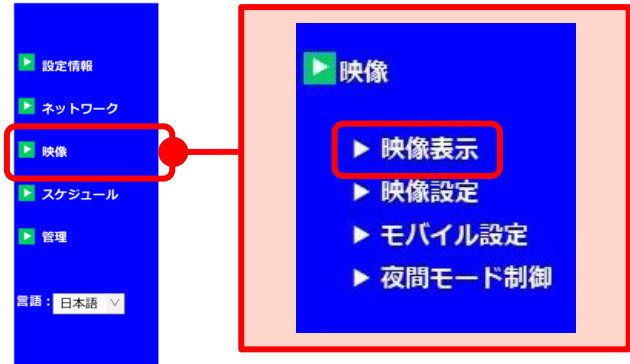 設定情報
ネットワーク
映像
スケジュール
管理
言語：日本語
映像
映像表示
映像設定
モバイル設定
夜間モード制御